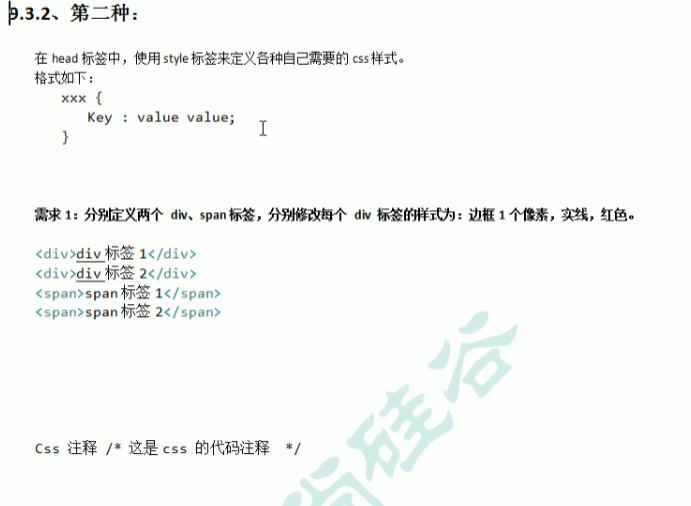 9.3.2、第二种：
在 head 标签中，使用 style 标签来定义各种自己需要的 css 样式。
格式如下：
xxx {
Key : value value;
}
需求 1：分别定义两个 div、span 标签，分别修改每个 div 标签的样式为：边框 1 个像素，实线，红色。
<div>div 标签 1</div>
<div>div 标签 2</div>
<span>span 标签 1</span>
<span>span 标签 2</span>
Css 注释 /* 这是 css 的代码注释 */
尚硅谷